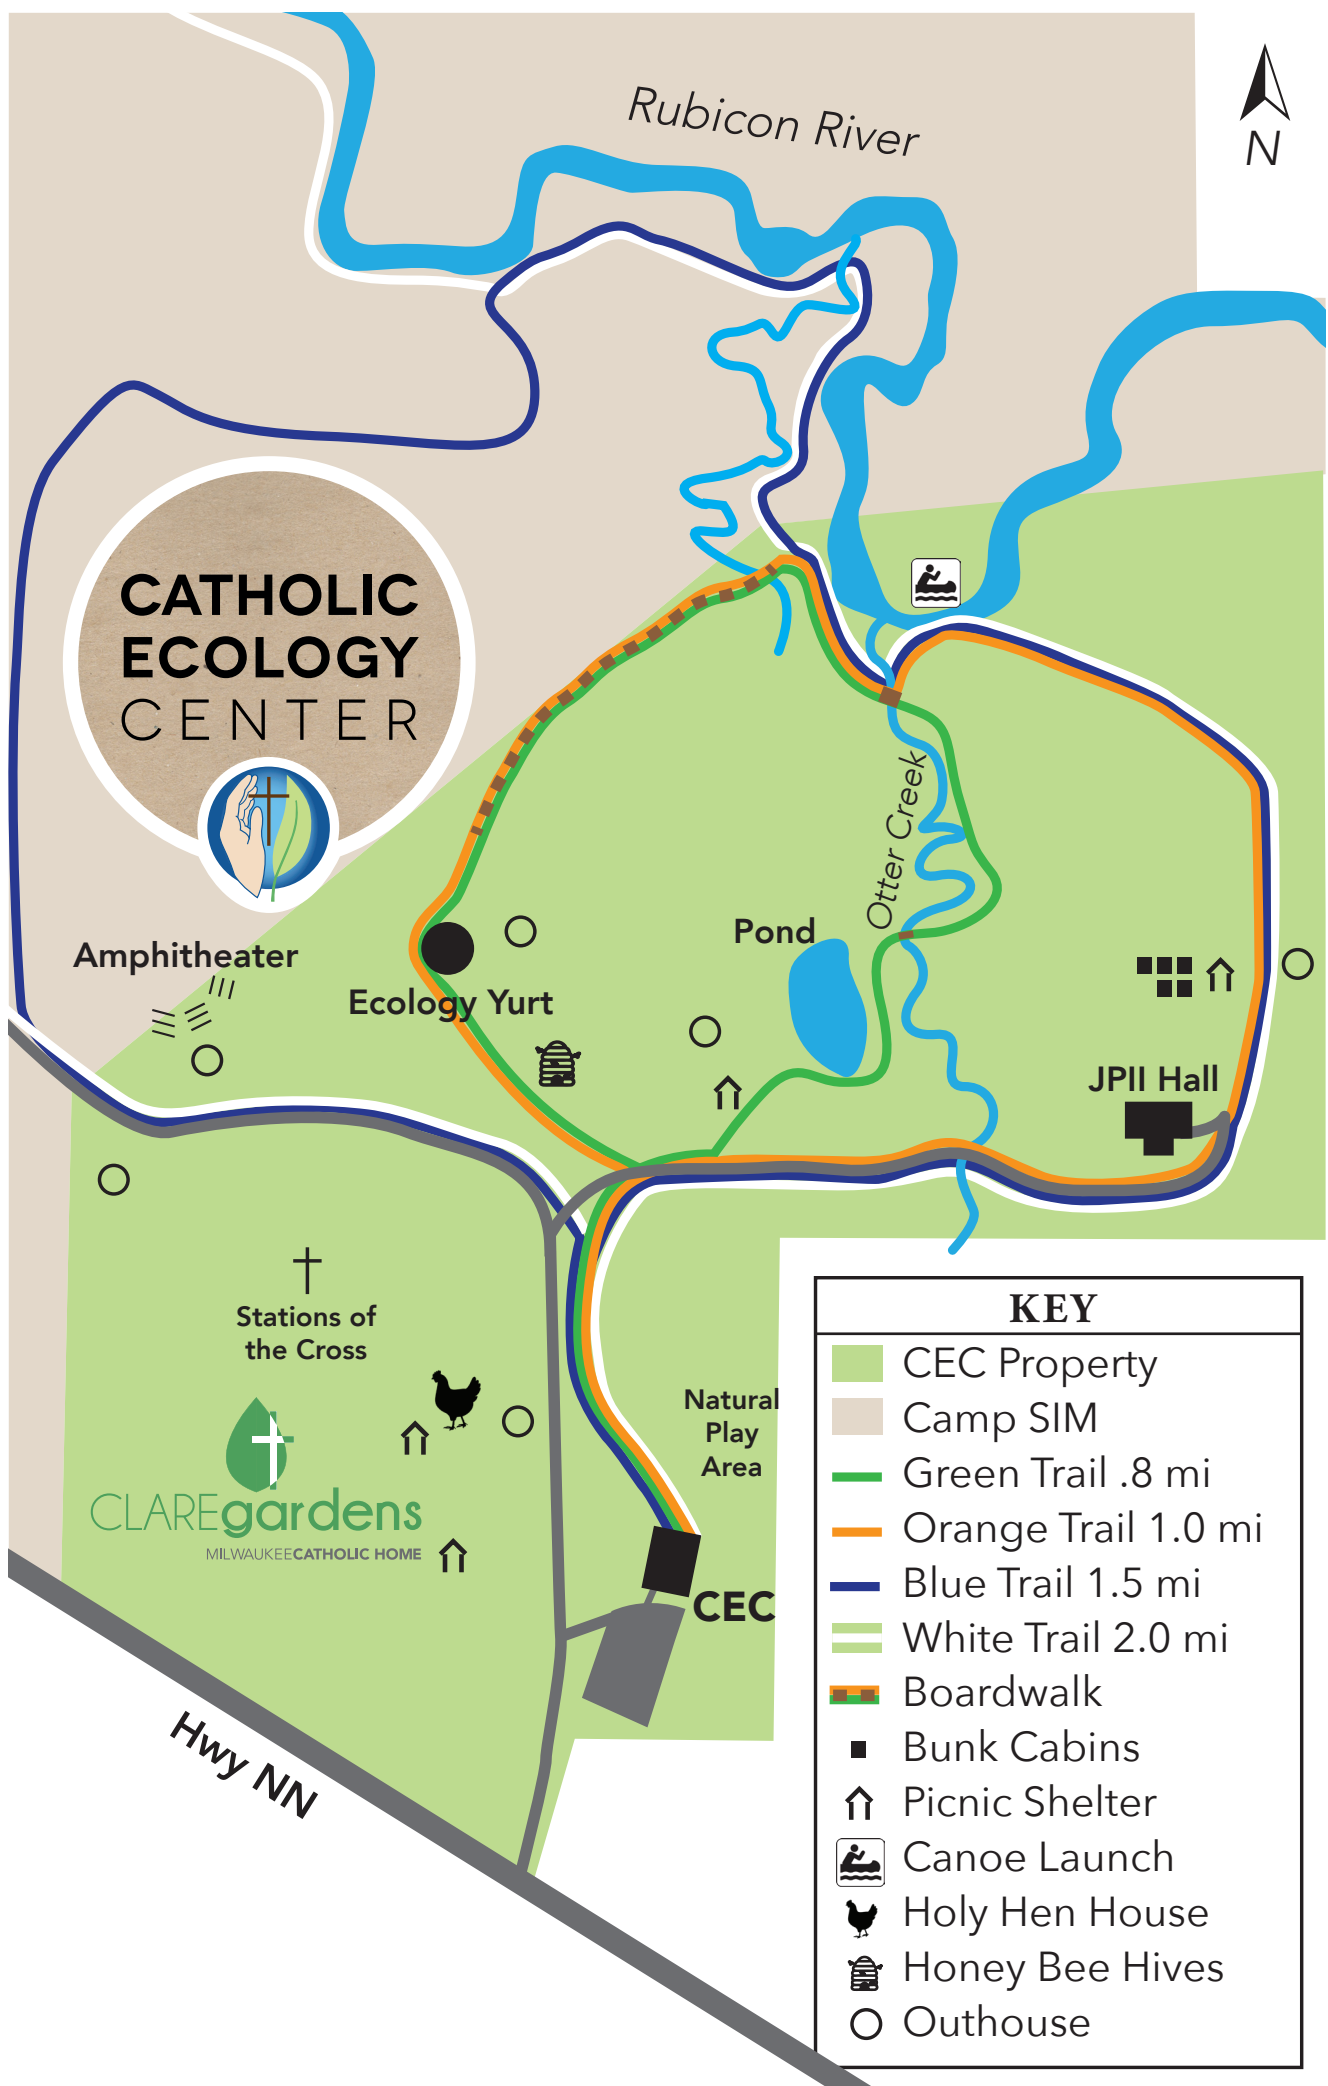 Rubicon River
N
CATHOLIC
ECOLOGY
CENTER
Otter Creek
Amphitheater
Pond
Ecology Yurt
JPII Hall
Stations of
the Cross
Natural
Play
Area
CLAREgardens
MILWAUKEECATHOLIC HOME
CEC
Hwy NN
KEY
CEC Property
Camp SIM
Green Trail .8 mi
Orange Trail 1.0 mi
Blue Trail 1.5 mi
White Trail 2.0 mi
Boardwalk
Bunk Cabins
Picnic Shelter
Canoe Launch
Holy Hen House
Honey Bee Hives
Outhouse